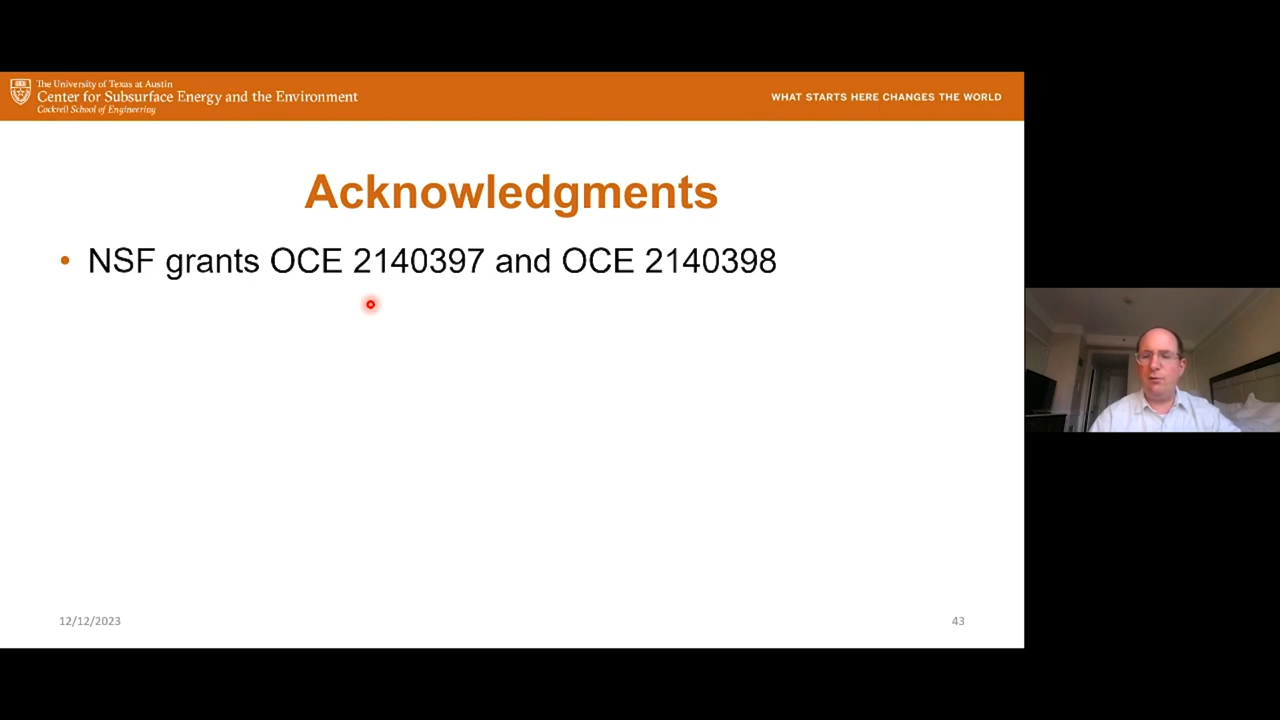 The University of Texas at Austin
Center for Subsurface Energy and the Environment
Cockrell School of Engineering
WHAT STARTS HERE CHANGES THE WORLD
Acknowledgments
• NSF grants OCE 2140397 and OCE 2140398
12/12/2023
43